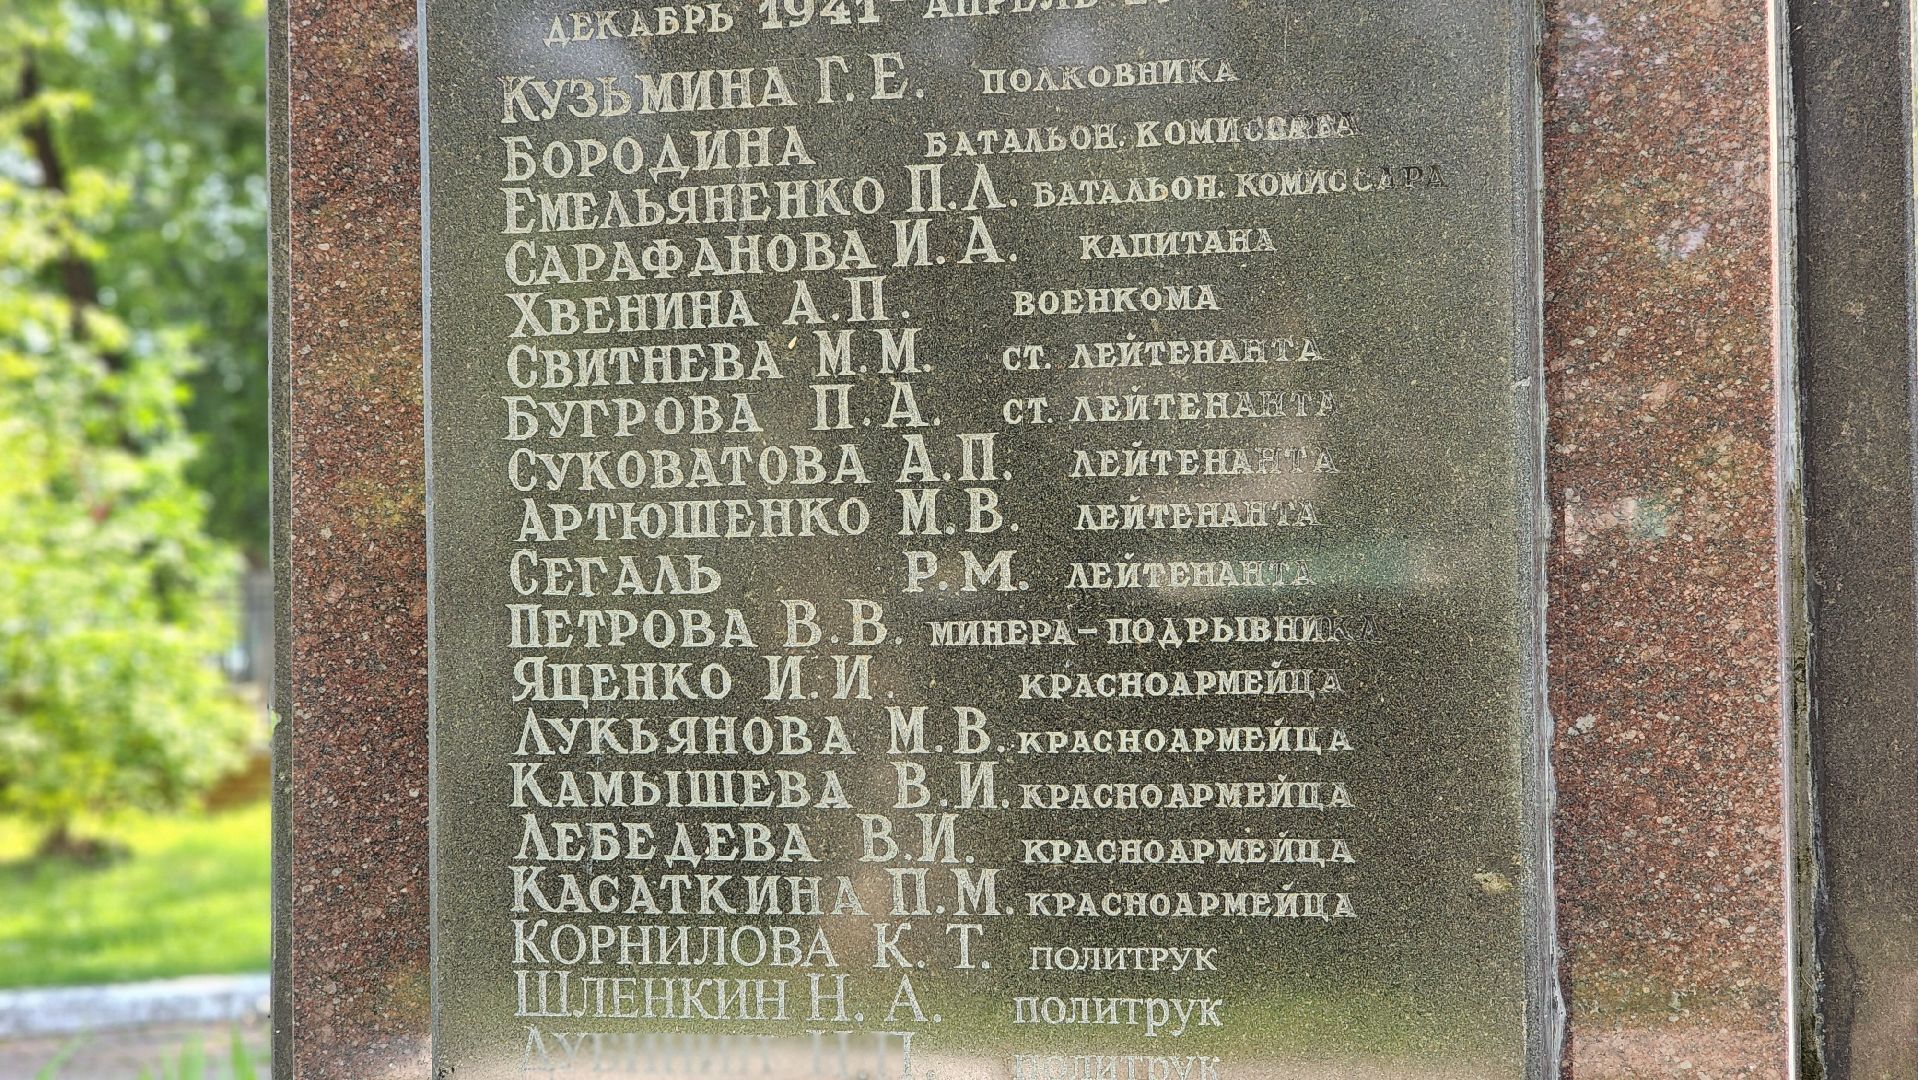 ДЕКАБРЬ 1941 - АПРЕЛЬ
КУЗЬМИНА Г. Е. ПОЛКОВНИКА
БОРОДИНА БАТАЛЬОН. КОМИССАРА
ЕМЕЛЬЯНЕНКО П.Л. БАТАЛЬОН. КОМИССАРА
САРАФАНОВА И. А. КАПИТАНА
ХВЕНИНА А.П. ВОЕНКОМА
СВИТНЕВА М.М. СТ. ЛЕЙТЕНАНТА
БУГРОВА П.А. СТ. ЛЕЙТЕНАНТА
СУКОВАТОВА А.П. ЛЕЙТЕНАНТА
АРТЮШЕНКО М.В. ЛЕЙТЕНАНТА
СЕГАЛЬ Р.М. ЛЕЙТЕНАНТА
ПЕТРОВА В.В. МИНЕРА-ПОДРЫВНИКА
ЯЦЕНКО И.И. КРАСНОАРМЕЙЦА
ЛУКЬЯНОВА М.В. КРАСНОАРМЕЙЦА
КАМЫШЕВА В.И. КРАСНОАРМЕЙЦА
ЛЕБЕДЕВА В.И. КРАСНОАРМЕЙЦА
КАСАТКИНА П.М. КРАСНОАРМЕЙЦА
КОРНИЛОВА К. Т. ПОЛИТРУК
ШЛЕНКИН Н. А. ПОЛИТРУК
ПОЛИТРУК